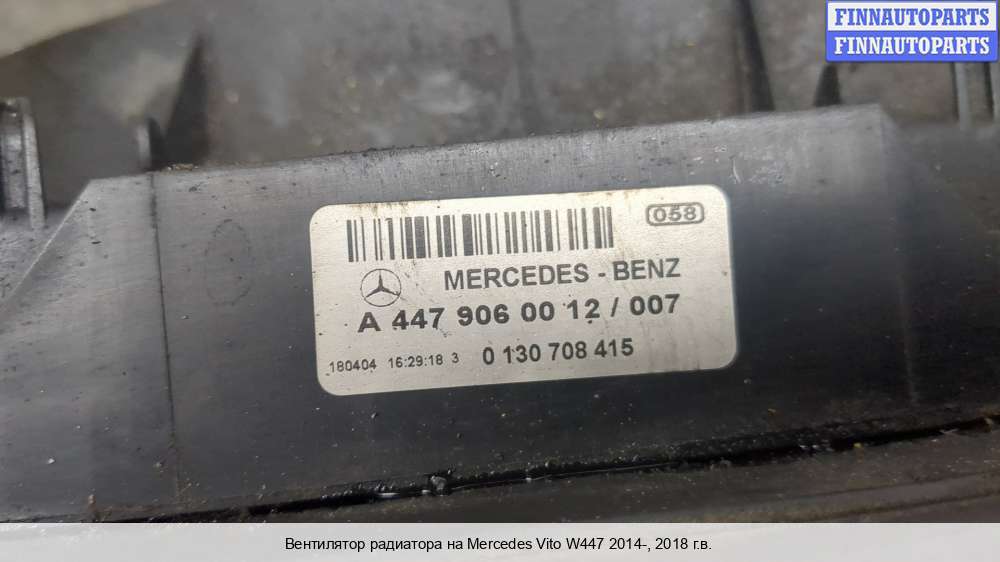 FINNAUTOPARTS
FINNAUTOPARTS
058
MERCEDES - BENZ
A 447 906 00 12 / 007
180404 16:29:18 3 0 130 708 415
Вентилятор радиатора на Mercedes Vito W447 2014-, 2018 г.в.